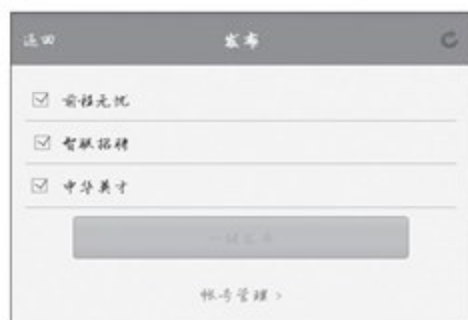 返回 发布
前程无忧
智联招聘
中华英才
一键发布
帐号管理 >